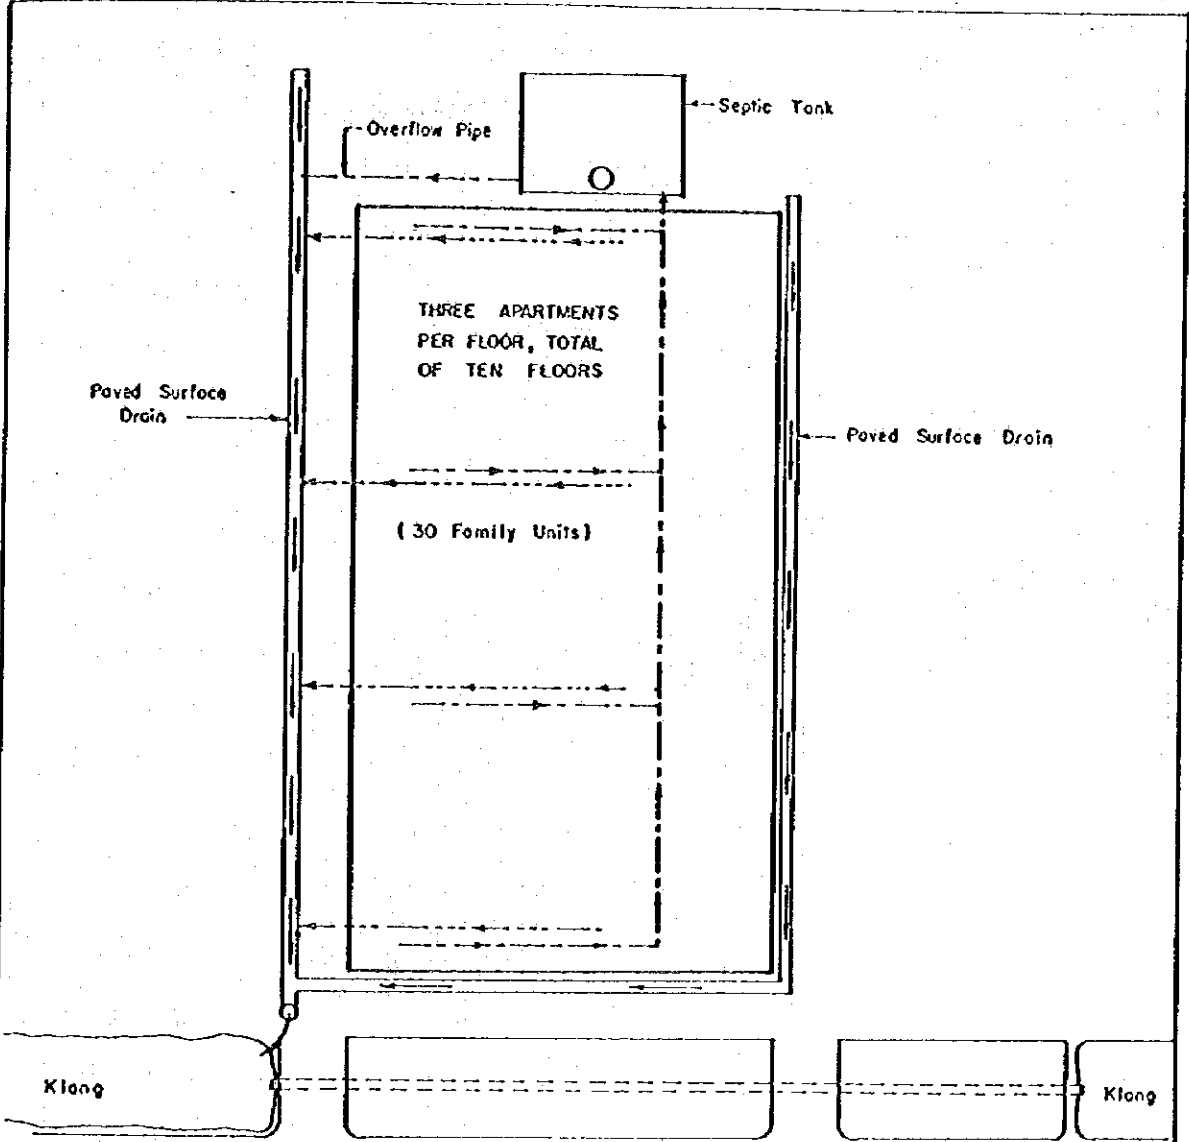 Septic Tank
Overflow Pipe
THREE APARTMENTS
PER FLOOR, TOTAL
OF TEN FLOORS
Paved Surface
Drain
Paved Surface Drain
(30 Family Units)
Klong
Klong